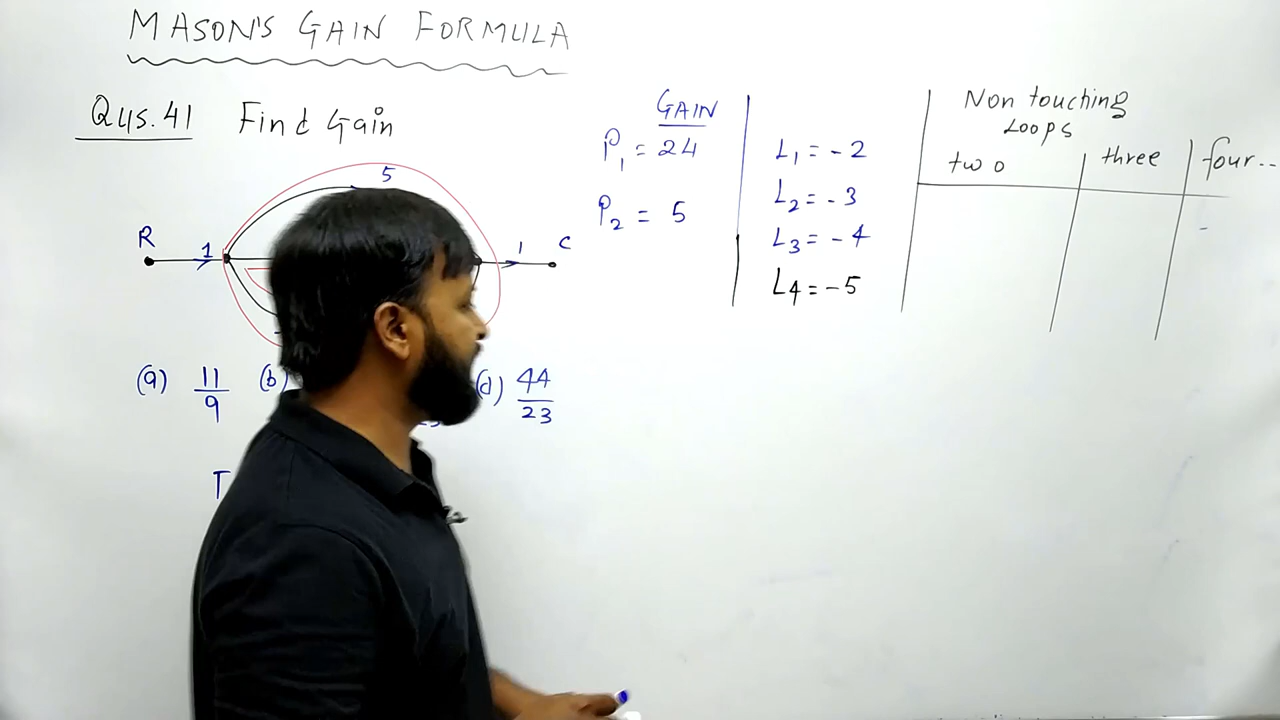 MASON'S GAIN FORMULA
Qus. 41 Find Gain
5
R 1 1 C
(a) 11/9 (b) (d) 44/23
T
GAIN
P1 = 24
P2 = 5
L1 = -2
L2 = -3
L3 = -4
L4 = -5
Non touching
Loops
two three four..